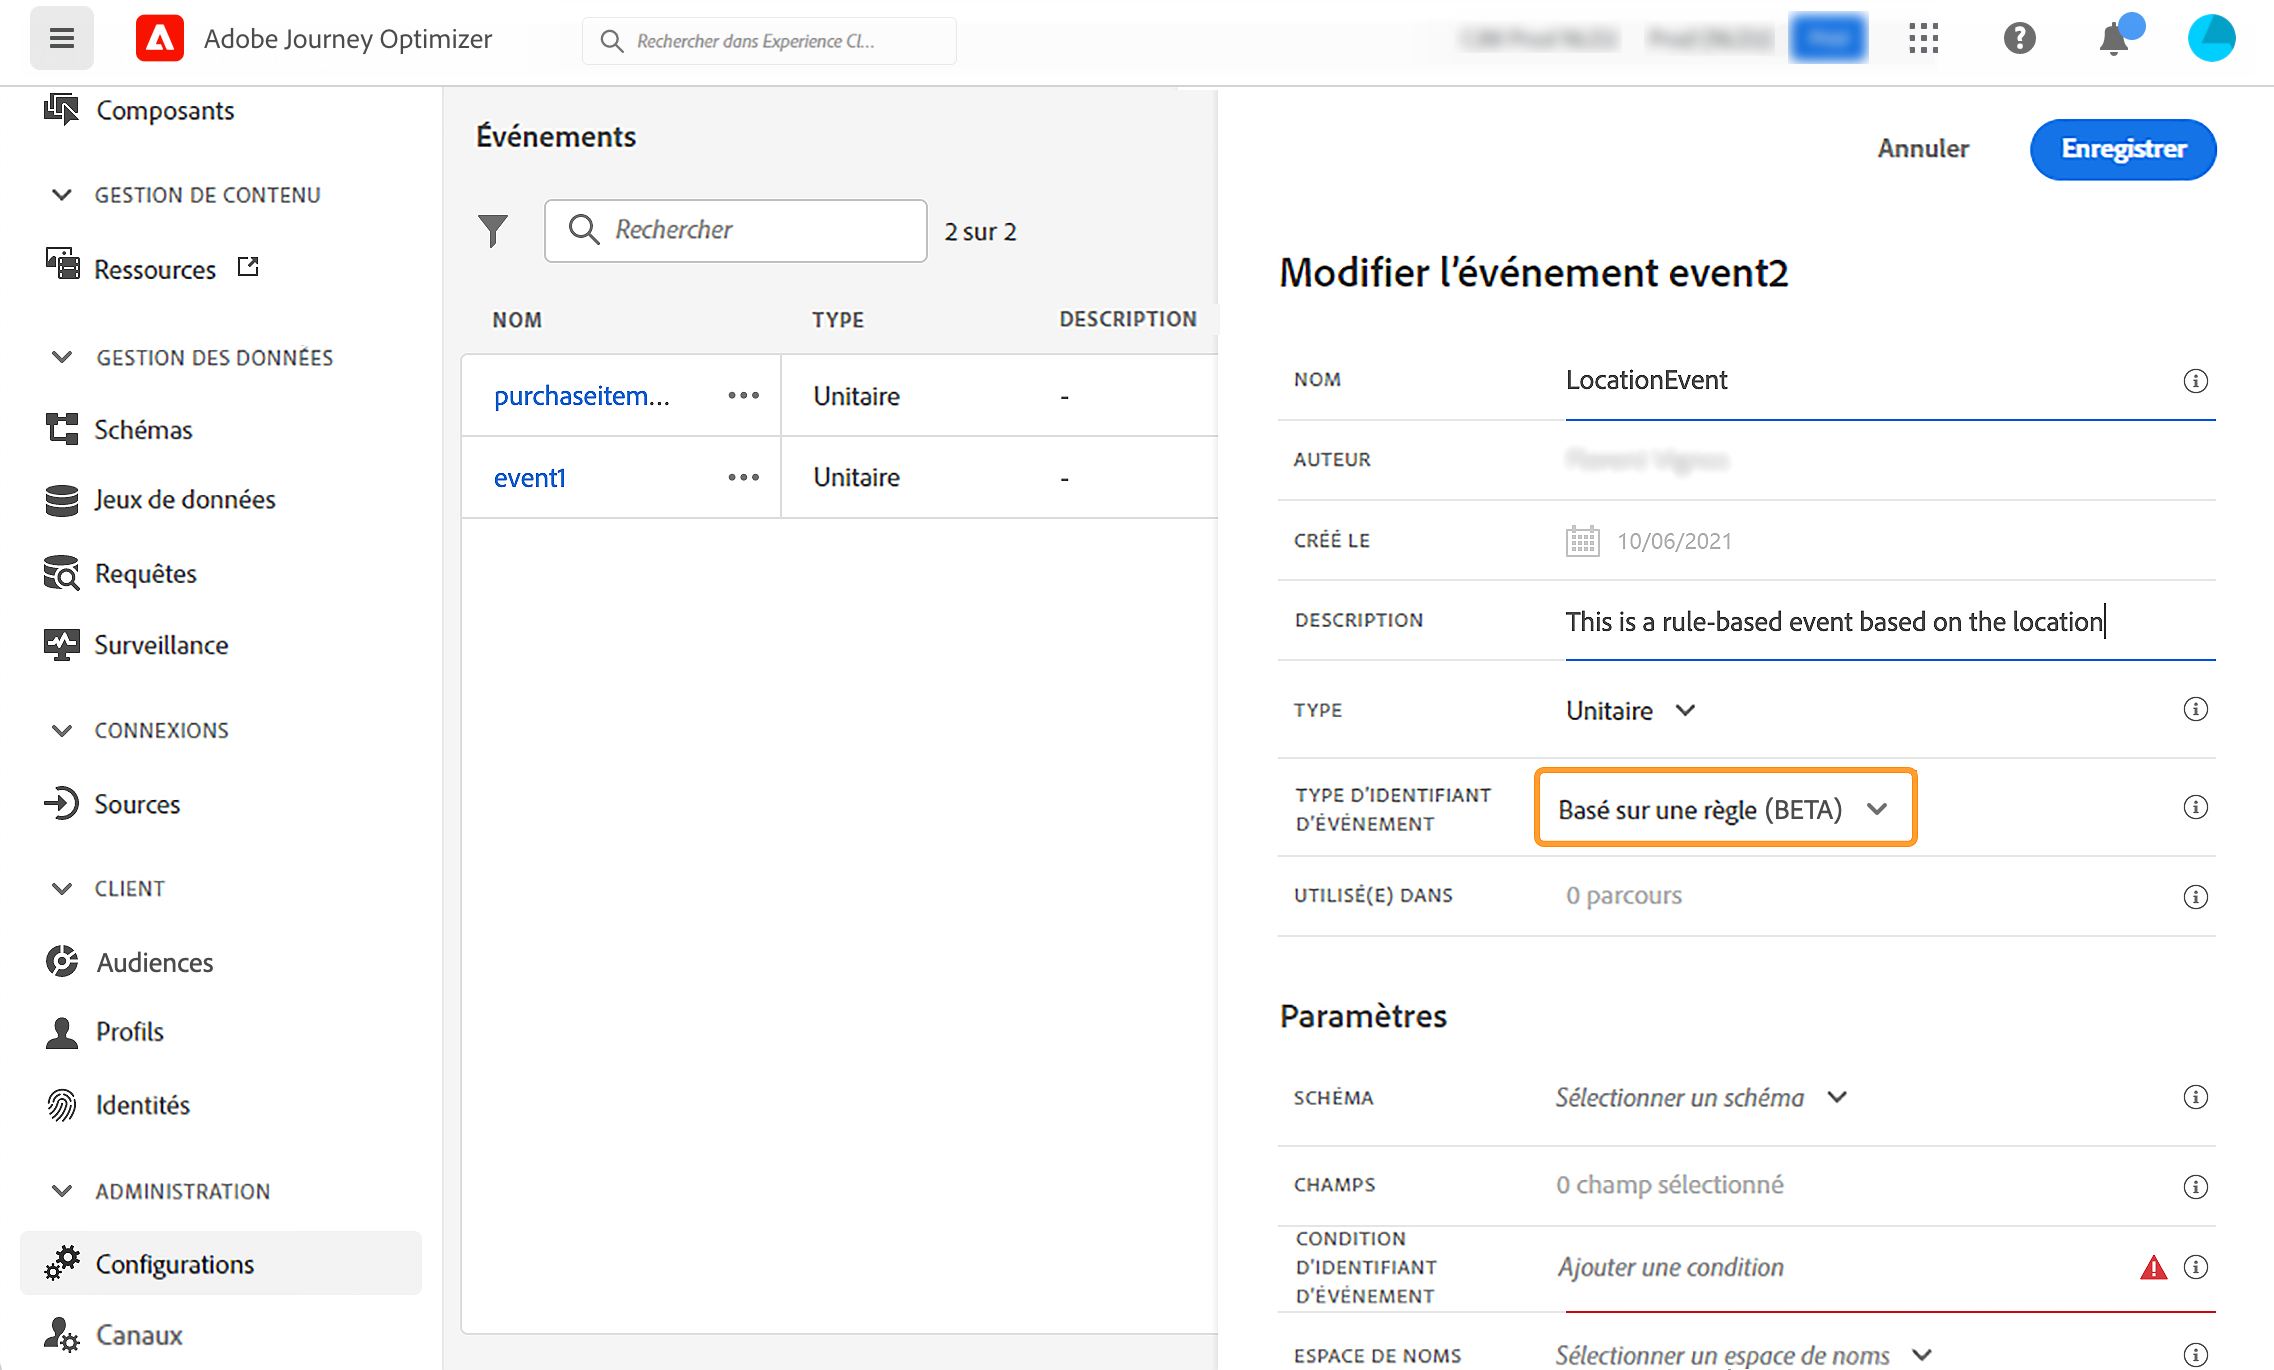 Adobe Journey Optimizer
Rechercher dans Experience Cl...
Composants
GESTION DE CONTENU
Ressources
GESTION DES DONNÉES
Schémas
Jeux de données
Requêtes
Surveillance
CONNEXIONS
Sources
CLIENT
Audiences
Profils
Identités
ADMINISTRATION
Configurations
Canaux
Événements
Rechercher
2 sur 2
NOM TYPE DESCRIPTION
purchaseitem... Unitaire -
event1 Unitaire -
Annuler
Enregistrer
Modifier l’événement event2
NOM LocationEvent
AUTEUR
CRÉÉ LE 10/06/2021
DESCRIPTION This is a rule-based event based on the location
TYPE Unitaire
TYPE D’IDENTIFIANT
D’ÉVÉNEMENT
Basé sur une règle (BETA)
UTILISÉ(E) DANS 0 parcours
Paramètres
SCHÉMA Sélectionner un schéma
CHAMPS 0 champ sélectionné
CONDITION
D'IDENTIFIANT
D'ÉVÉNEMENT
Ajouter une condition
ESPACE DE NOMS Sélectionner un espace de noms